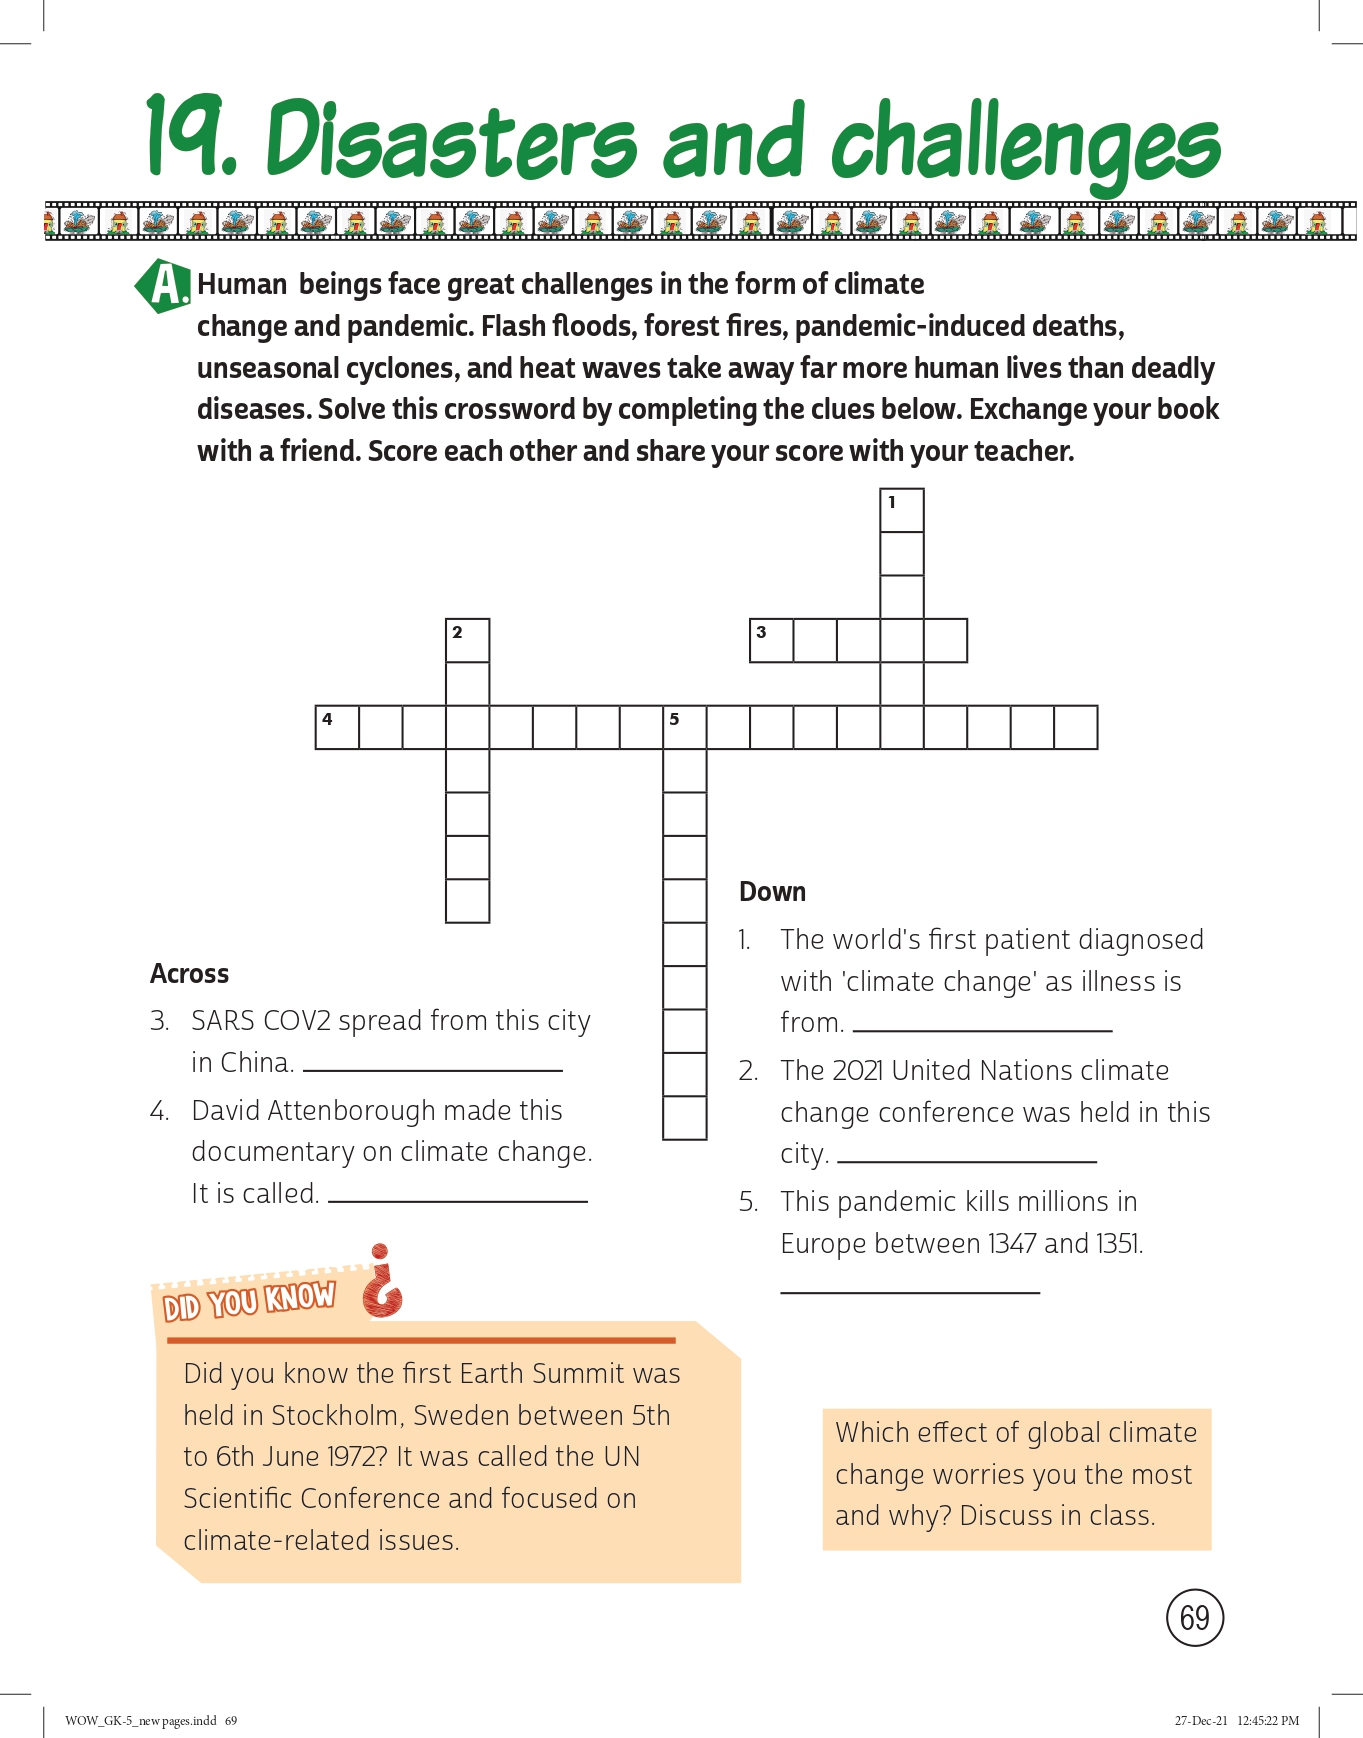 19. Disasters and challenges
A. Human beings face great challenges in the form of climate
change and pandemic. Flash floods, forest fires, pandemic-induced deaths,
unseasonal cyclones, and heat waves take away far more human lives than deadly
diseases. Solve this crossword by completing the clues below. Exchange your book
with a friend. Score each other and share your score with your teacher.
1
2
3
4
5
Across
3. SARS COV2 spread from this city
in China. 
4. David Attenborough made this
documentary on climate change.
It is called. 
Down
1. The world's first patient diagnosed
with 'climate change' as illness is
from. 
2. The 2021 United Nations climate
change conference was held in this
city. 
5. This pandemic kills millions in
Europe between 1347 and 1351.
DID YOU KNOW ?
Did you know the first Earth Summit was
held in Stockholm, Sweden between 5th
to 6th June 1972? It was called the UN
Scientific Conference and focused on
climate-related issues.
Which effect of global climate
change worries you the most
and why? Discuss in class.
69
WOW_GK-5_new pages.indd 69
27-Dec-21 12:45:22 PM